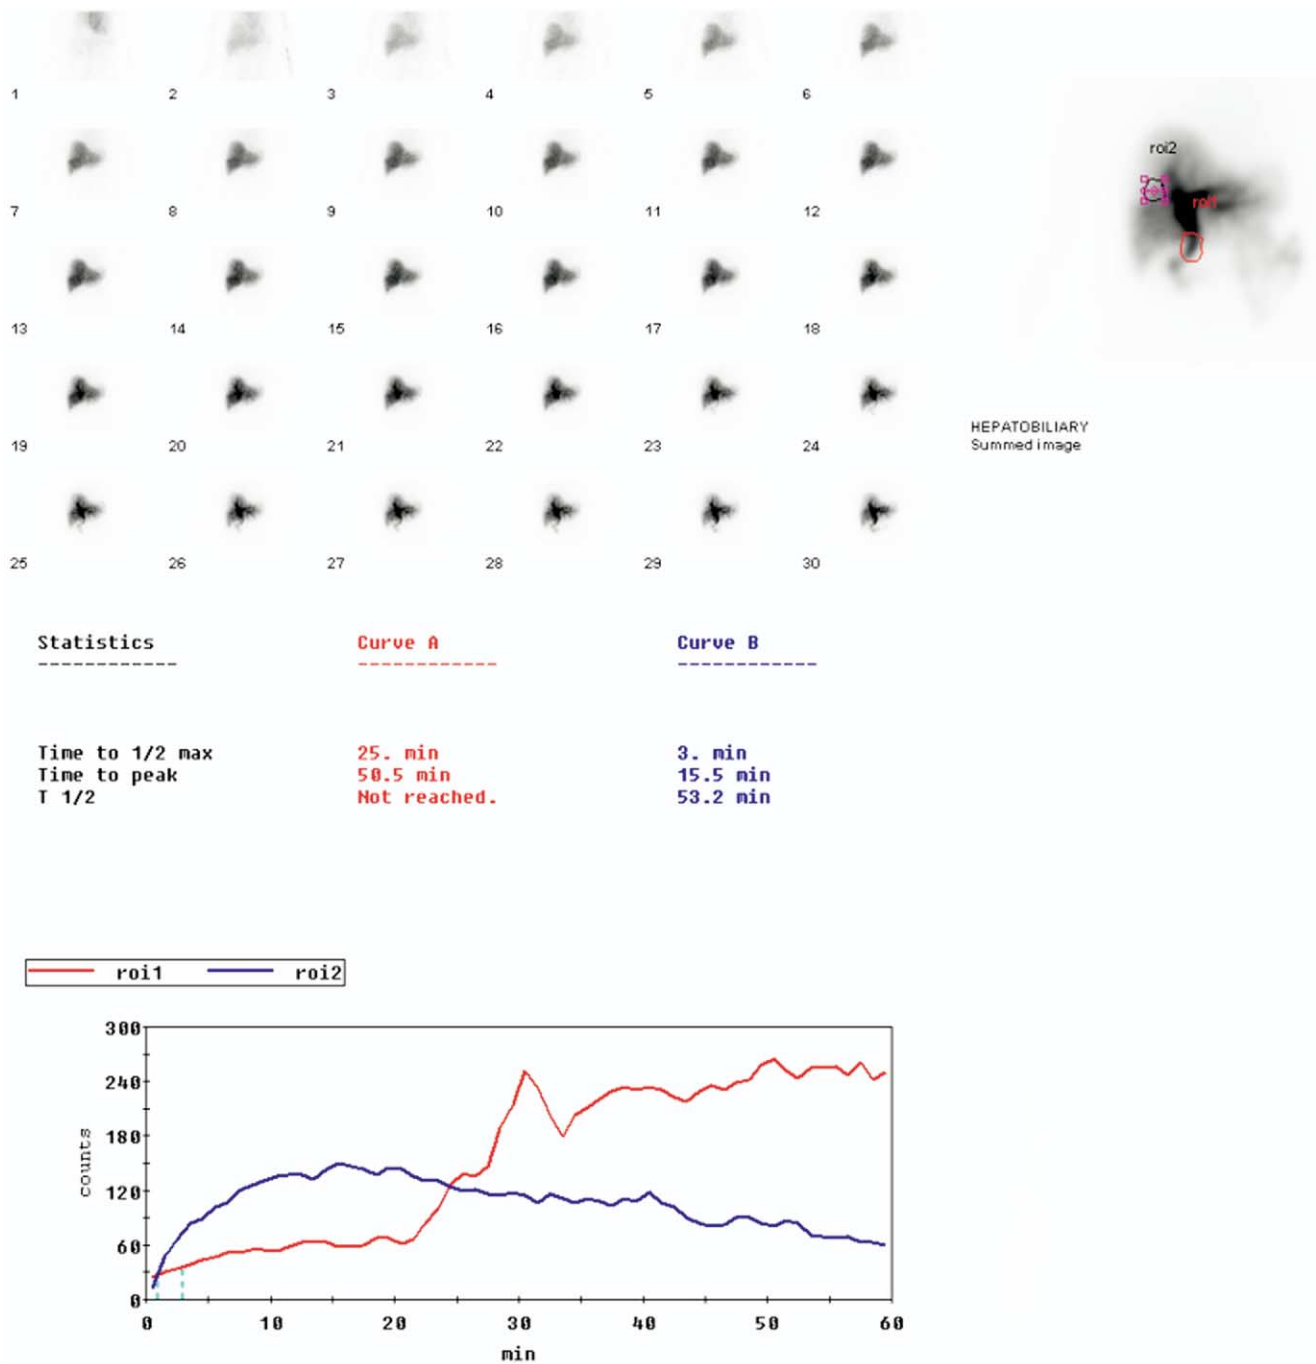 1 2 3 4 5 6
7 8 9 10 11 12
13 14 15 16 17 18
19 20 21 22 23 24
25 26 27 28 29 30
roi2
roi1
HEPATOBILIARY
Summed image
Statistics Curve A Curve B
------------ ------------ ------------
Time to 1/2 max 25. min 3. min
Time to peak 50.5 min 15.5 min
T 1/2 Not reached. 53.2 min
roi1 roi2
300
240
180
120
60
0
counts
0 10 20 30 40 50 60
min